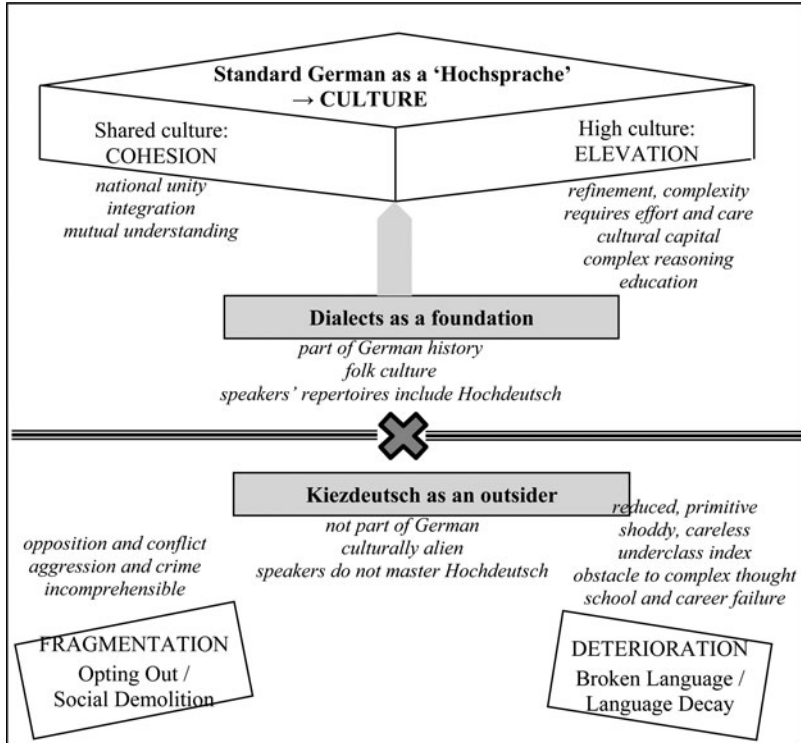 Standard German as a ‘Hochsprache’
→ CULTURE
Shared culture:
COHESION
national unity
integration
mutual understanding
High culture:
ELEVATION
refinement, complexity
requires effort and care
cultural capital
complex reasoning
education
Dialects as a foundation
part of German history
folk culture
speakers’ repertoires include Hochdeutsch
Kiezdeutsch as an outsider
not part of German
culturally alien
speakers do not master Hochdeutsch
opposition and conflict
aggression and crime
incomprehensible
FRAGMENTATION
Opting Out /
Social Demolition
reduced, primitive
shoddy, careless
underclass index
obstacle to complex thought
school and career failure
DETERIORATION
Broken Language /
Language Decay